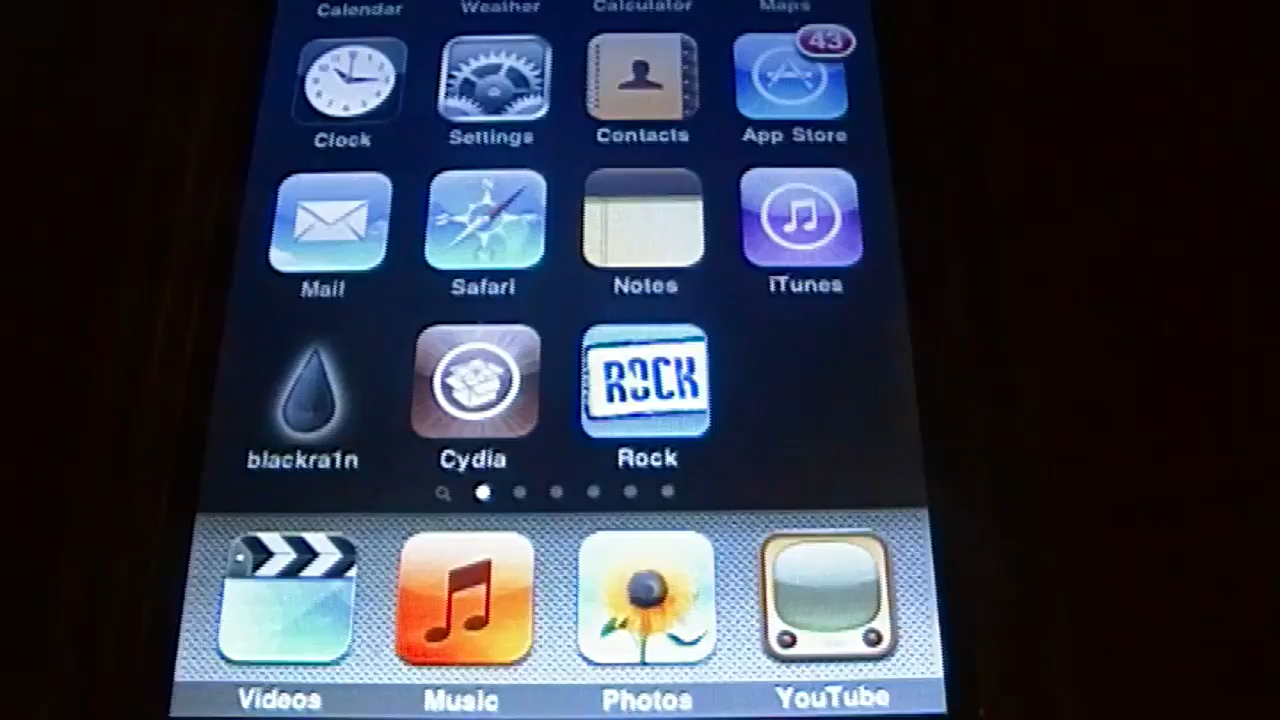 Calendar Weather Calculator Maps
43
Clock Settings Contacts App Store
Mail Safari Notes iTunes
ROCK
blackra1n Cydia Rock
Videos Music Photos YouTube